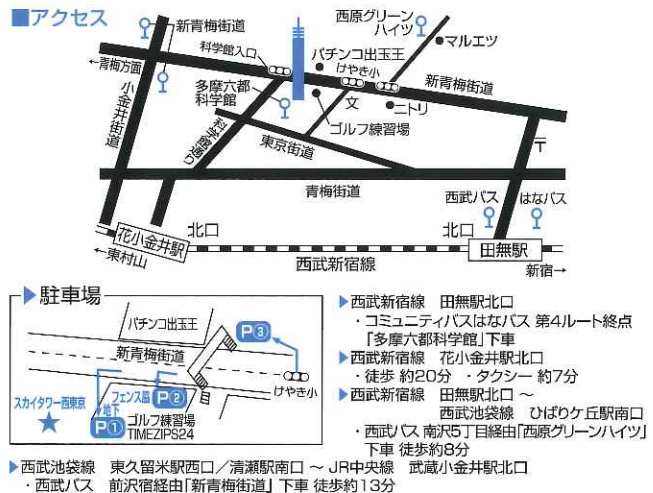 ■アクセス
新青梅街道
西原グリーン
ハイツ
マルエツ
科学館入口
パチンコ出玉王
けやき小
←青梅方面
新青梅街道
小金井街道
多摩六都
科学館
文
ニトリ
ゴルフ練習場
科学館通り
東京街道
〒
青梅街道
西武バス
はなバス
北口
北口
花小金井駅
田無駅
←東村山
西武新宿線
新宿→
▶駐車場
パチンコ出玉王
P③
新青梅街道
けやき小
フェンス脇
P②
スカイタワー西東京
地下
P①
ゴルフ練習場
TIMEZIPS24
▶西武新宿線 田無駅北口
・コミュニティバスはなバス 第4ルート終点
「多摩六都科学館」下車
▶西武新宿線 花小金井駅北口
・徒歩 約20分 ・タクシー 約7分
▶西武新宿線 田無駅北口 ～
西武池袋線 ひばりケ丘駅南口
・西武バス 南沢5丁目経由「西原グリーンハイツ」
下車 徒歩約8分
▶西武池袋線 東久留米駅西口／清瀬駅南口 ～ JR中央線 武蔵小金井駅北口
・西武バス 前沢宿経由「新青梅街道」下車 徒歩約13分